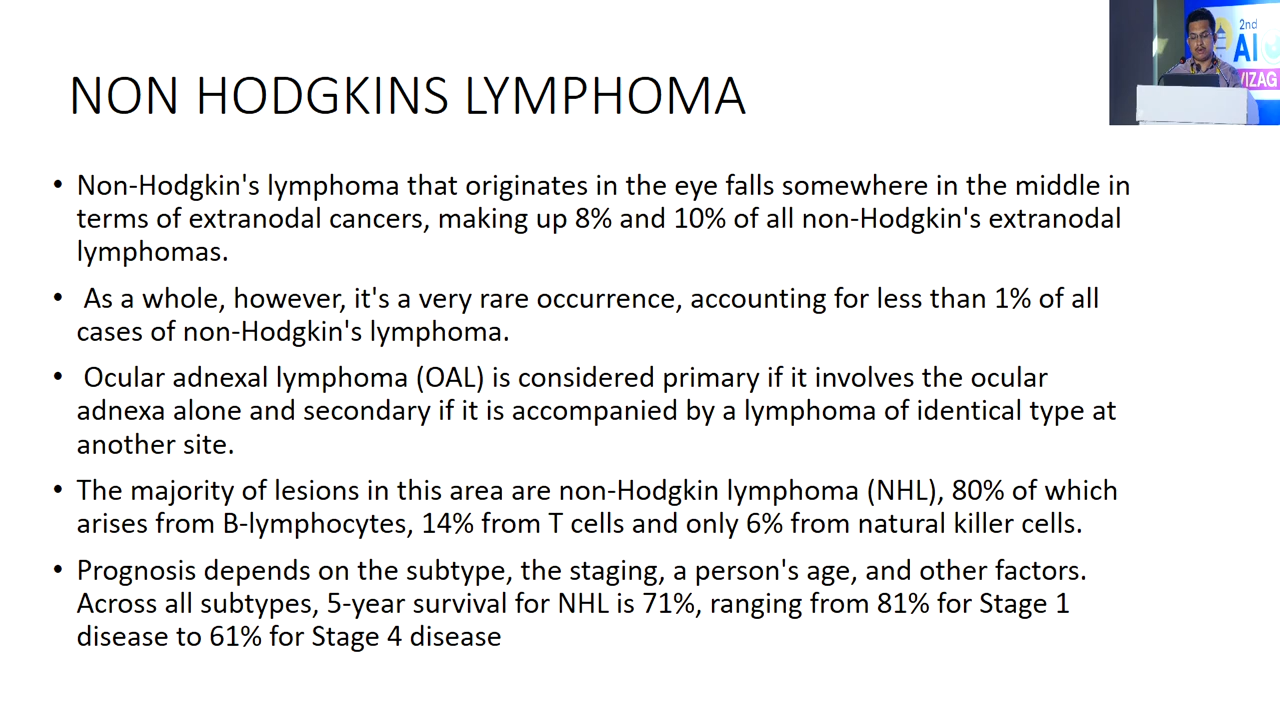 NON HODGKINS LYMPHOMA
2nd
AI
VIZAG
• Non-Hodgkin's lymphoma that originates in the eye falls somewhere in the middle in
terms of extranodal cancers, making up 8% and 10% of all non-Hodgkin's extranodal
lymphomas.
• As a whole, however, it's a very rare occurrence, accounting for less than 1% of all
cases of non-Hodgkin's lymphoma.
• Ocular adnexal lymphoma (OAL) is considered primary if it involves the ocular
adnexa alone and secondary if it is accompanied by a lymphoma of identical type at
another site.
• The majority of lesions in this area are non-Hodgkin lymphoma (NHL), 80% of which
arises from B-lymphocytes, 14% from T cells and only 6% from natural killer cells.
• Prognosis depends on the subtype, the staging, a person's age, and other factors.
Across all subtypes, 5-year survival for NHL is 71%, ranging from 81% for Stage 1
disease to 61% for Stage 4 disease